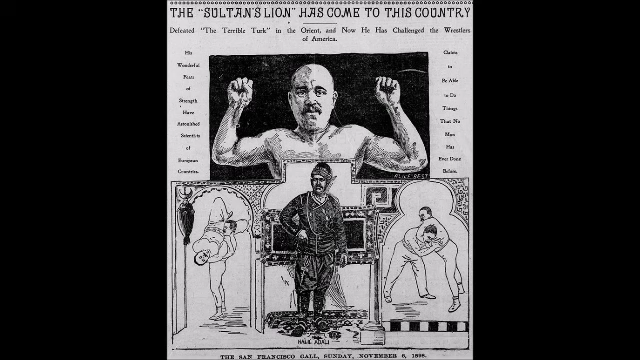 THE "SULTAN'S LION" HAS COME TO THIS COUNTRY
Defeated "The Terrible Turk" in the Orient, and Now He Has Challenged the Wrestlers
of America.
His
Wonderful
Feats
of
Strength
Have
Astonished
Scientists
of
European
Countries.
Claims
to
Be Able
to Do
Things
That No
Man
Has
Ever Done
Before.
HALIL ADALI
THE SAN FRANCISCO CALL, SUNDAY, NOVEMBER 6, 1898.